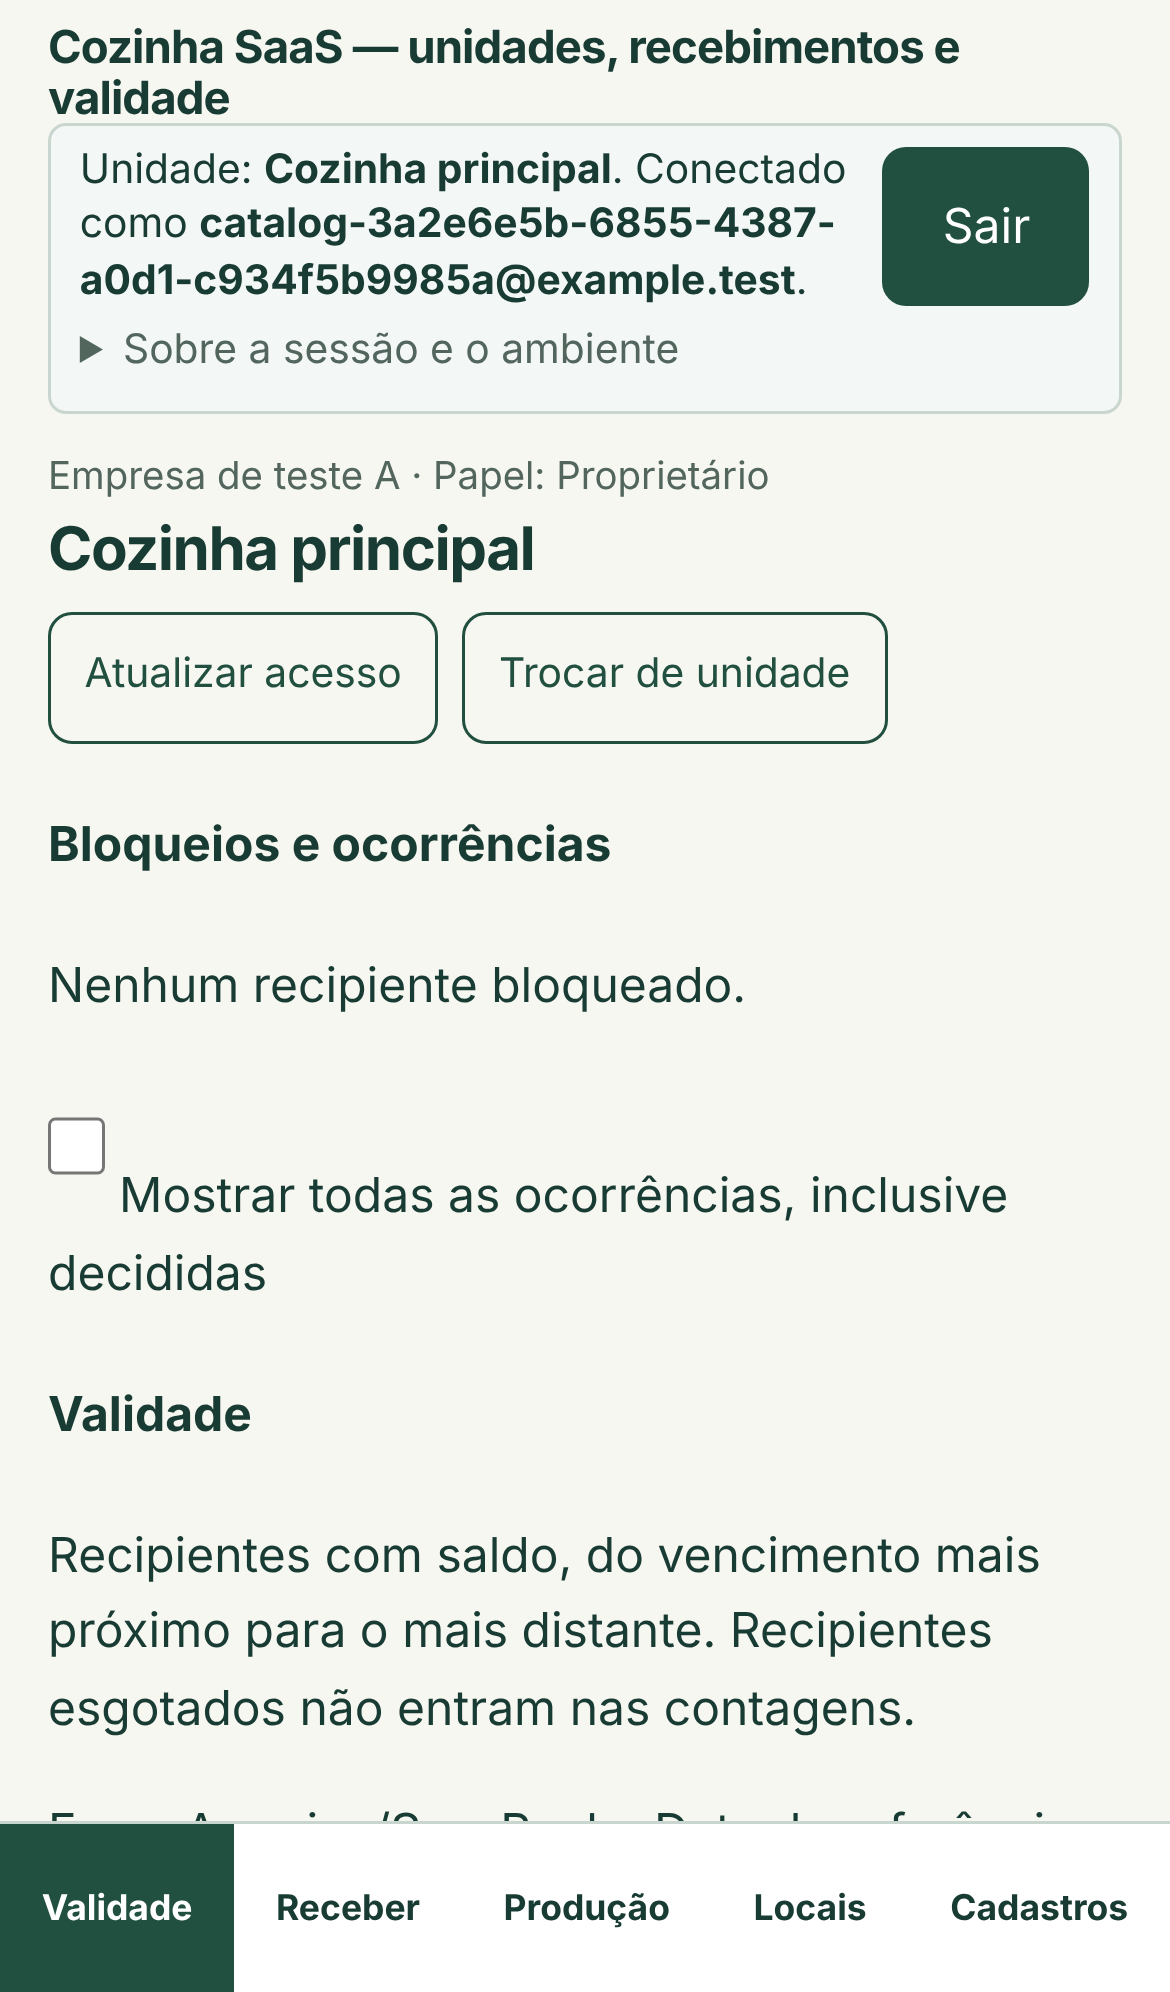 Cozinha SaaS — unidades, recebimentos e
validade
Unidade: Cozinha principal. Conectado
como catalog-3a2e6e5b-6855-4387-
a0d1-c934f5b9985a@example.test.
Sair
▶ Sobre a sessão e o ambiente
Empresa de teste A · Papel: Proprietário
Cozinha principal
Atualizar acesso
Trocar de unidade
Bloqueios e ocorrências
Nenhum recipiente bloqueado.
Mostrar todas as ocorrências, inclusive
decididas
Validade
Recipientes com saldo, do vencimento mais
próximo para o mais distante. Recipientes
esgotados não entram nas contagens.
Validade
Receber
Produção
Locais
Cadastros